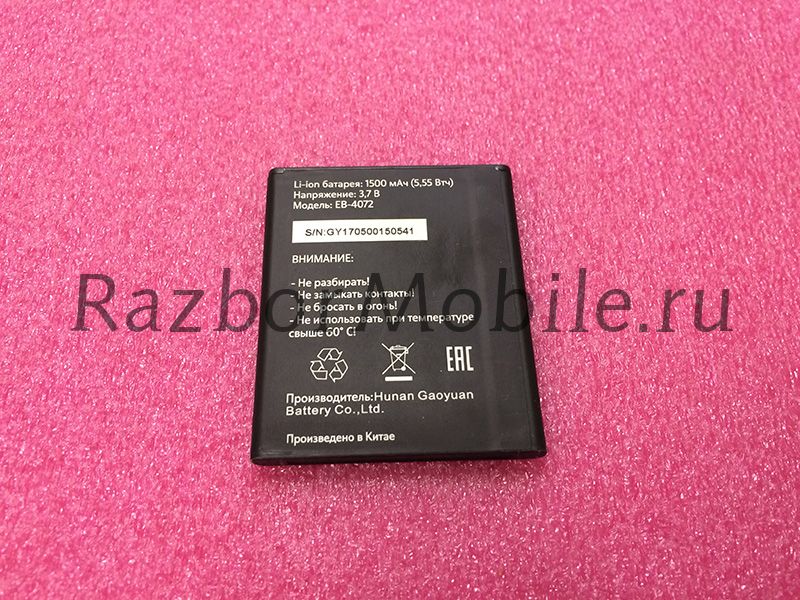 Li-ion батарея: 1500 мАч (5,55 Втч)
Напряжение: 3,7 В
Модель: EB-4072
S/N:GY170500150541
ВНИМАНИЕ:
- Не разбирать!
- Не замыкать контакты!
- Не бросать в огонь!
- Не использовать при температуре
свыше 60° C!
Razbor-Mobile.ru
EAC
Производитель:Hunan Gaoyuan
Battery Co.,Ltd.
Произведено в Китае